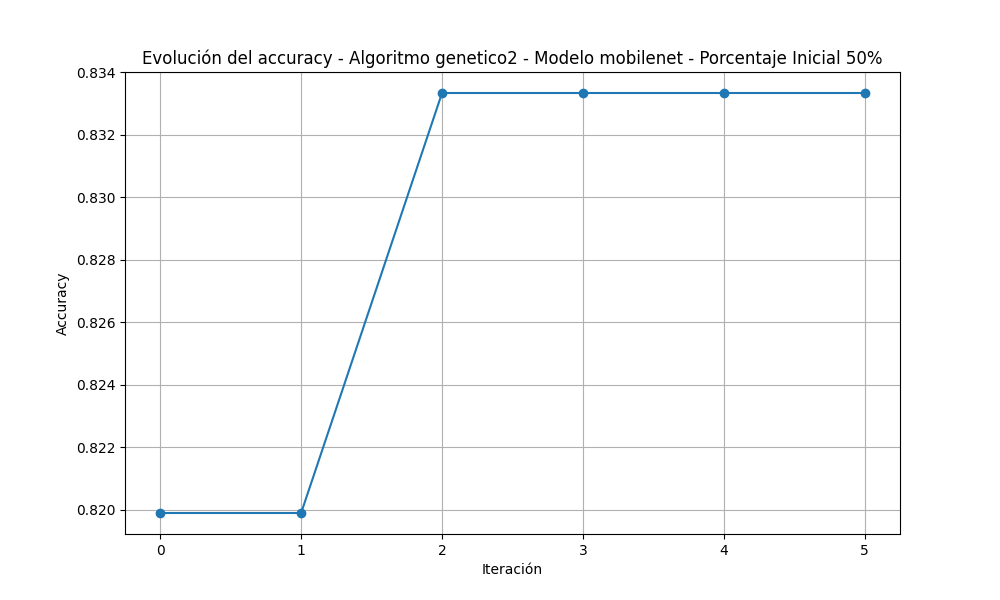 Evolución del accuracy - Algoritmo genetico2 - Modelo mobilenet - Porcentaje Inicial 50%
0.834
0.832
0.830
0.828
0.826
0.824
0.822
0.820
Accuracy
0 1 2 3 4 5
Iteración